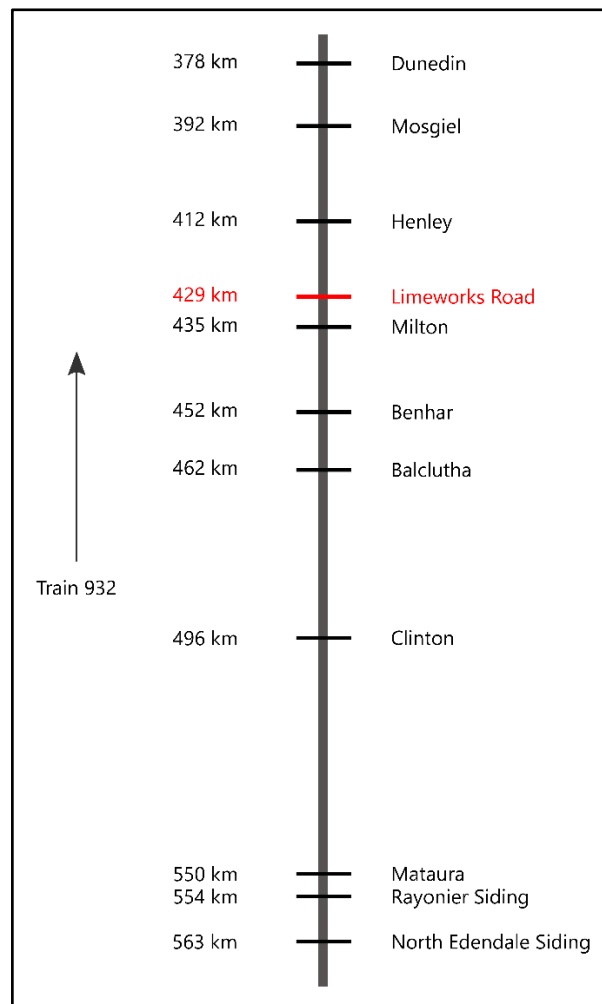 378 km Dunedin
392 km Mosgiel
412 km Henley
429 km Limeworks Road
435 km Milton
452 km Benhar
462 km Balclutha
Train 932
496 km Clinton
550 km Mataura
554 km Rayonier Siding
563 km North Edendale Siding